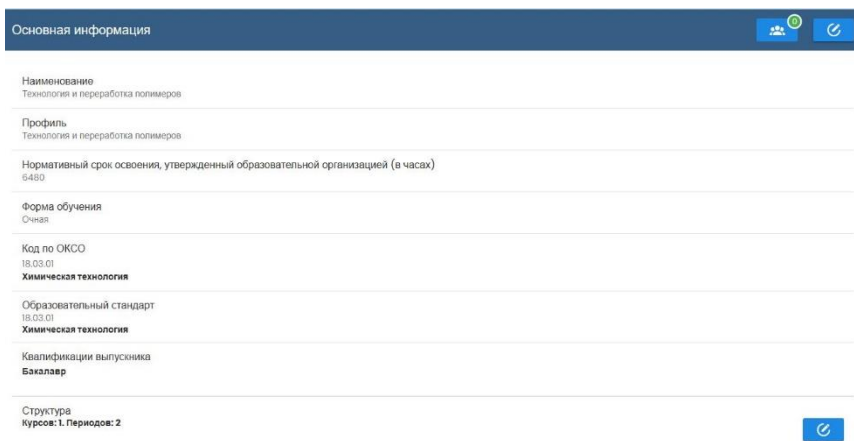 Основная информация
0
Наименование
Технология и переработка полимеров
Профиль
Технология и переработка полимеров
Нормативный срок освоения, утвержденный образовательной организацией (в часах)
6480
Форма обучения
Очная
Код по ОКСО
18.03.01
Химическая технология
Образовательный стандарт
18.03.01
Химическая технология
Квалификации выпускника
Бакалавр
Структура
Курсов: 1. Периодов: 2